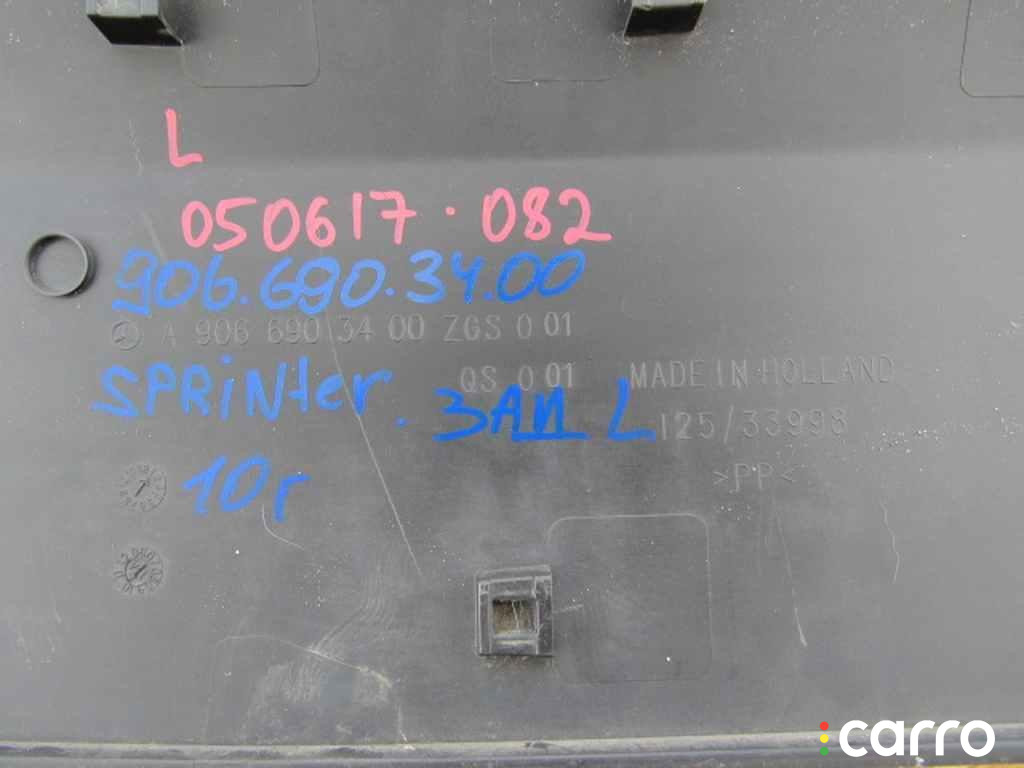 L
050617 · 082
906.690.34.00
A 906 690 34 00 ZGS 0 01
SPRiNter. ЗАД L
QS 0 01 MADE IN HOLLAND
125/33998
10г
>PP<
carro